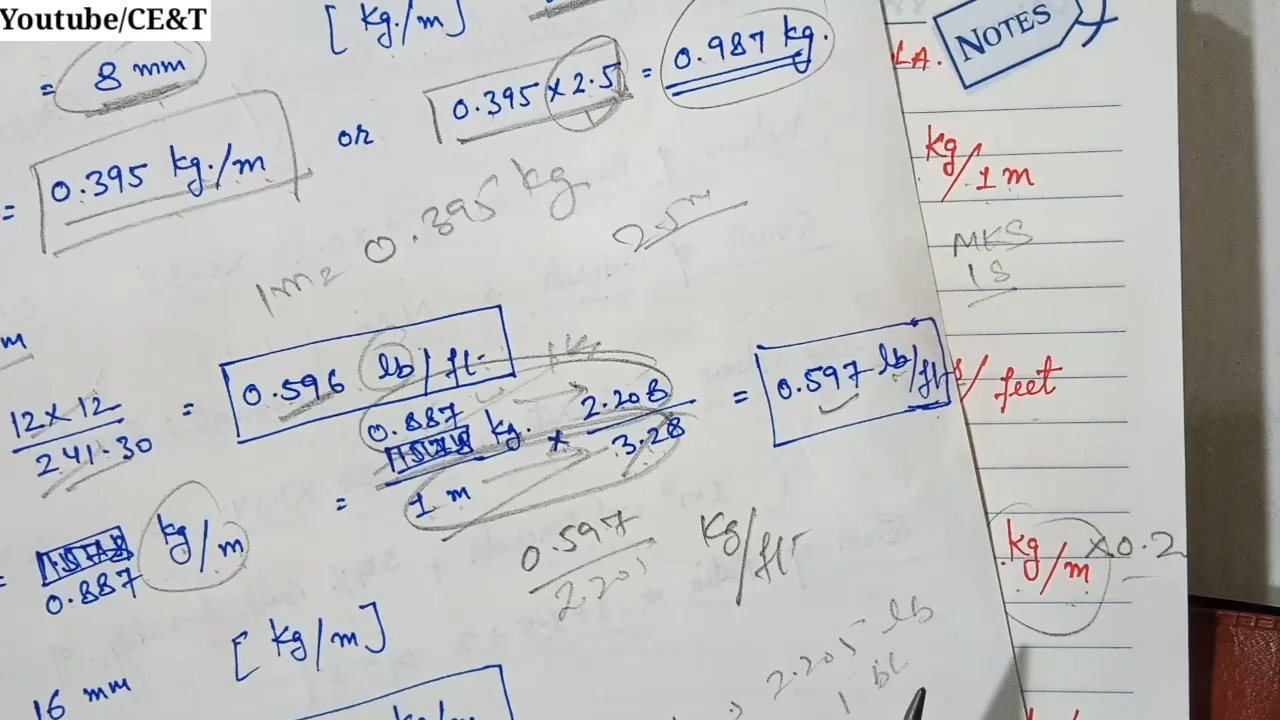 Youtube/CE&T
[ kg./m]
= 8 mm
0.395 × 2.5 = 0.987 kg.
or
= 0.395 kg./m
1m = 0.395 kg
2.5m
m
12 × 12
241.30
= 0.596 lb/ft
0.887
kg. × 2.208
1 m
3.28
= 0.597 lb/ft
= 0.887 kg/m
0.597
2.205
kg/ft
[ kg/m]
16 mm
2.205 lb
1
kg/m
NOTES
LA.
kg/1m
MKS
/ feet
kg/m ×0.2